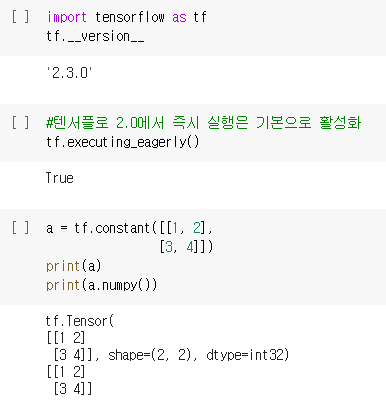 [ ] import tensorflow as tf
tf.__version__
'2.3.0'
[ ] #텐서플로 2.0에서 즉시 실행은 기본으로 활성화
tf.executing_eagerly()
True
[ ] a = tf.constant([[1, 2],
[3, 4]])
print(a)
print(a.numpy())
tf.Tensor(
[[1 2]
[3 4]], shape=(2, 2), dtype=int32)
[[1 2]
[3 4]]